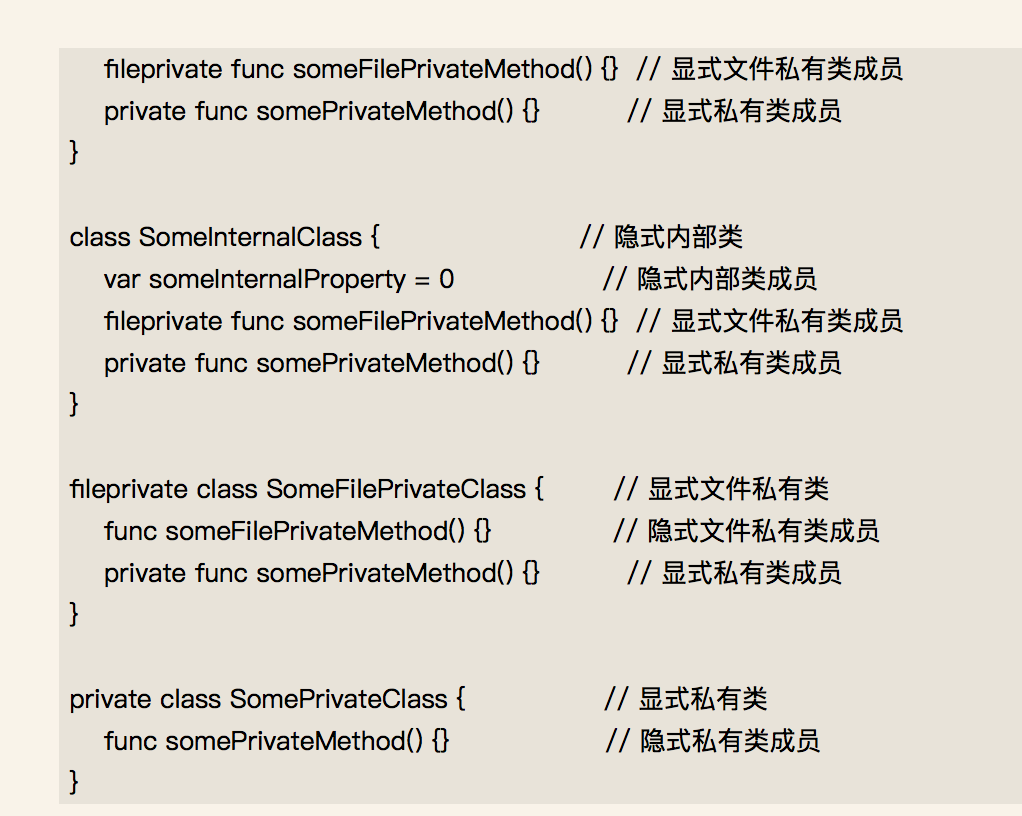 fileprivate func someFilePrivateMethod() {}  // 显式文件私有类成员
private func somePrivateMethod() {}  // 显式私有类成员
}
class SomeInternalClass {  // 隐式内部类
var someInternalProperty = 0  // 隐式内部类成员
fileprivate func someFilePrivateMethod() {}  // 显式文件私有类成员
private func somePrivateMethod() {}  // 显式私有类成员
}
fileprivate class SomeFilePrivateClass {  // 显式文件私有类
func someFilePrivateMethod() {}  // 隐式文件私有类成员
private func somePrivateMethod() {}  // 显式私有类成员
}
private class SomePrivateClass {  // 显式私有类
func somePrivateMethod() {}  // 隐式私有类成员
}